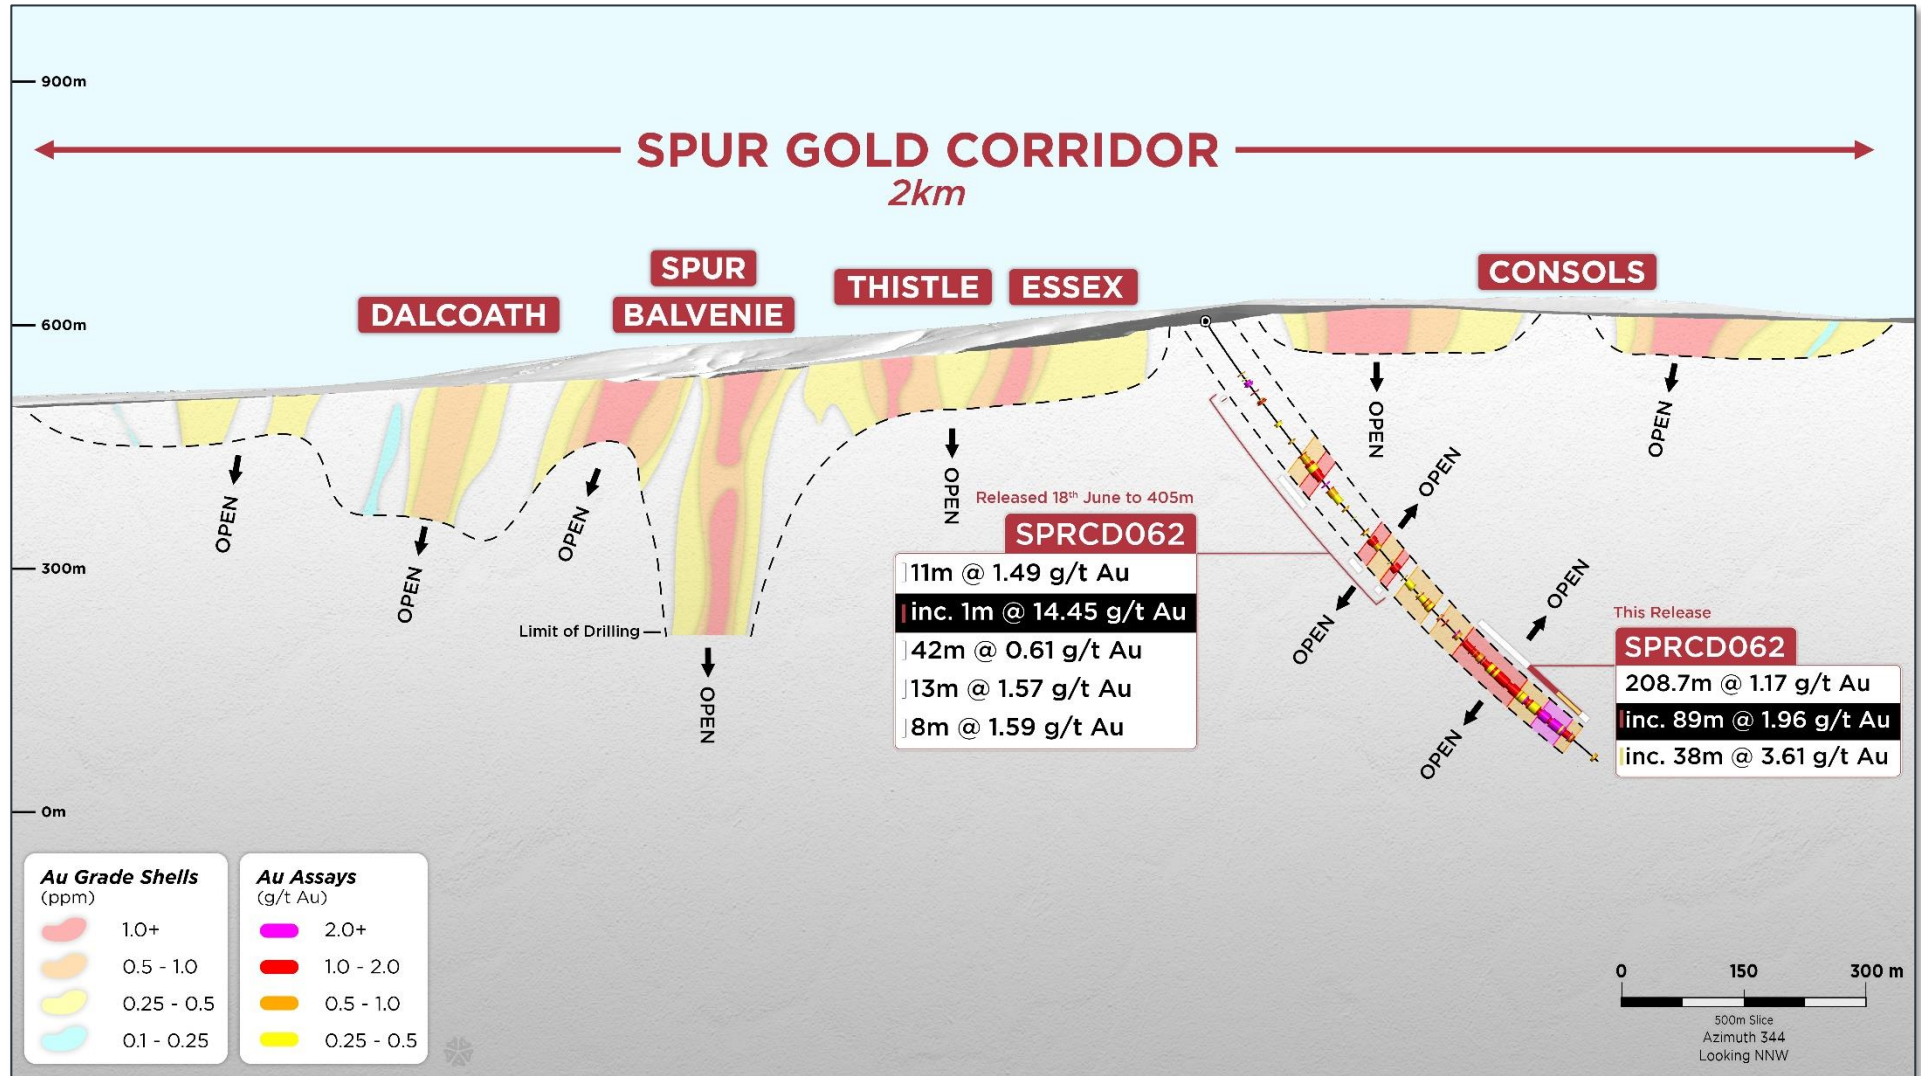 900m
SPUR GOLD CORRIDOR
2km
SPUR
BALVENIE
DALCOATH
THISTLE
ESSEX
CONSOLS
600m
OPEN
OPEN
OPEN
OPEN
OPEN
OPEN
OPEN
OPEN
OPEN
OPEN
OPEN
300m
Limit of Drilling
Released 18th June to 405m
SPRCD062
11m @ 1.49 g/t Au
inc. 1m @ 14.45 g/t Au
42m @ 0.61 g/t Au
13m @ 1.57 g/t Au
8m @ 1.59 g/t Au
This Release
SPRCD062
208.7m @ 1.17 g/t Au
inc. 89m @ 1.96 g/t Au
inc. 38m @ 3.61 g/t Au
0m
Au Grade Shells
(ppm)
1.0+
0.5 - 1.0
0.25 - 0.5
0.1 - 0.25
Au Assays
(g/t Au)
2.0+
1.0 - 2.0
0.5 - 1.0
0.25 - 0.5
0 150 300 m
500m Slice
Azimuth 344
Looking NNW